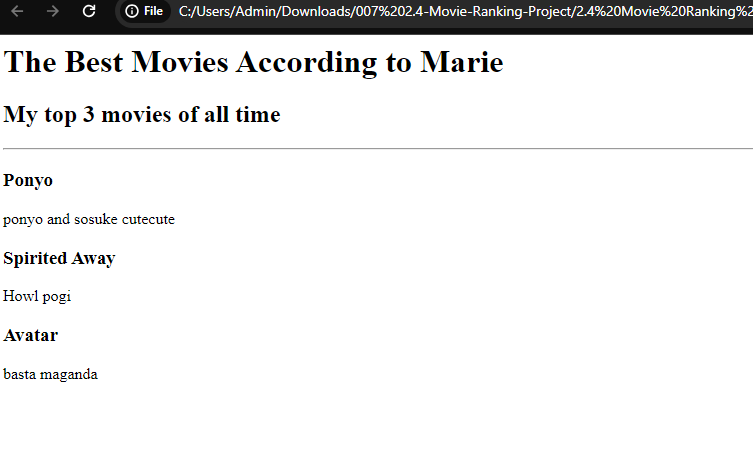 File C:/Users/Admin/Downloads/007%202.4-Movie-Ranking-Project/2.4%20Movie%20Ranking%2
The Best Movies According to Marie
My top 3 movies of all time
Ponyo
ponyo and sosuke cutecute
Spirited Away
Howl pogi
Avatar
basta maganda